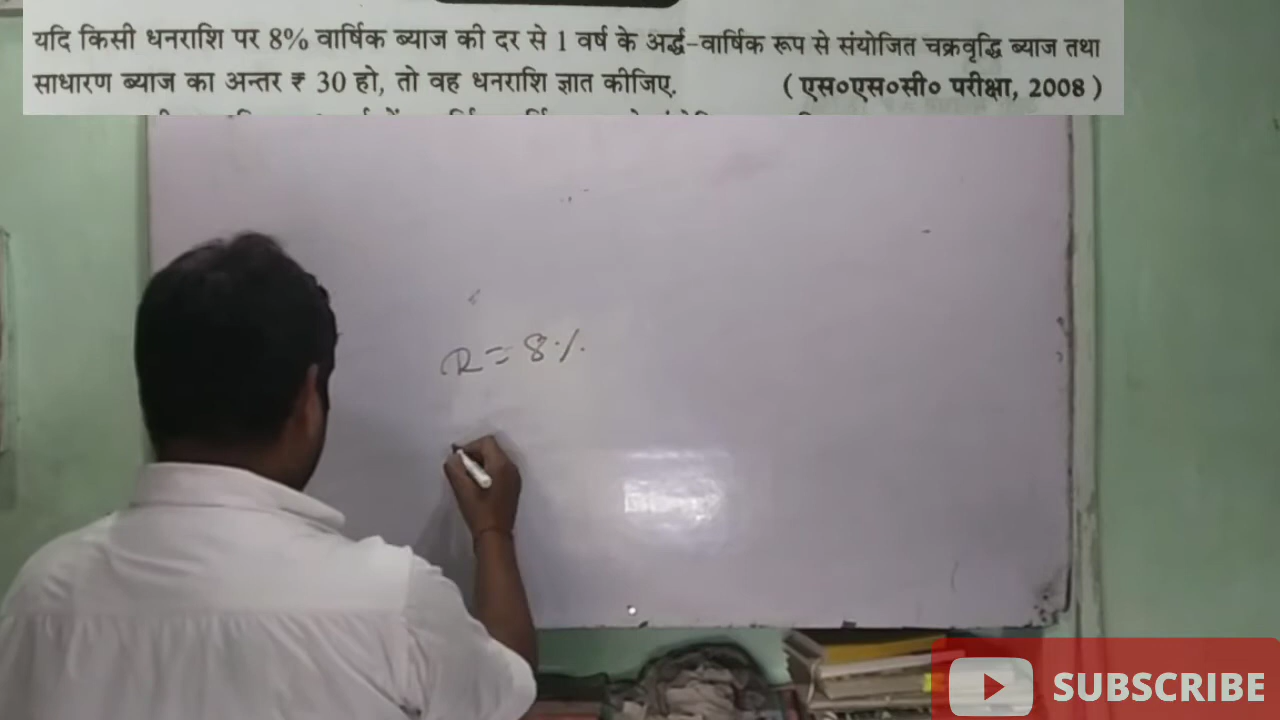 यदि किसी धनराशि पर 8% वार्षिक ब्याज की दर से 1 वर्ष के अर्द्ध-वार्षिक रूप से संयोजित चक्रवृद्धि ब्याज तथा
साधारण ब्याज का अन्तर ₹ 30 हो, तो वह धनराशि ज्ञात कीजिए. (एस०एस०सी० परीक्षा, 2008)
R = 8%
SUBSCRIBE